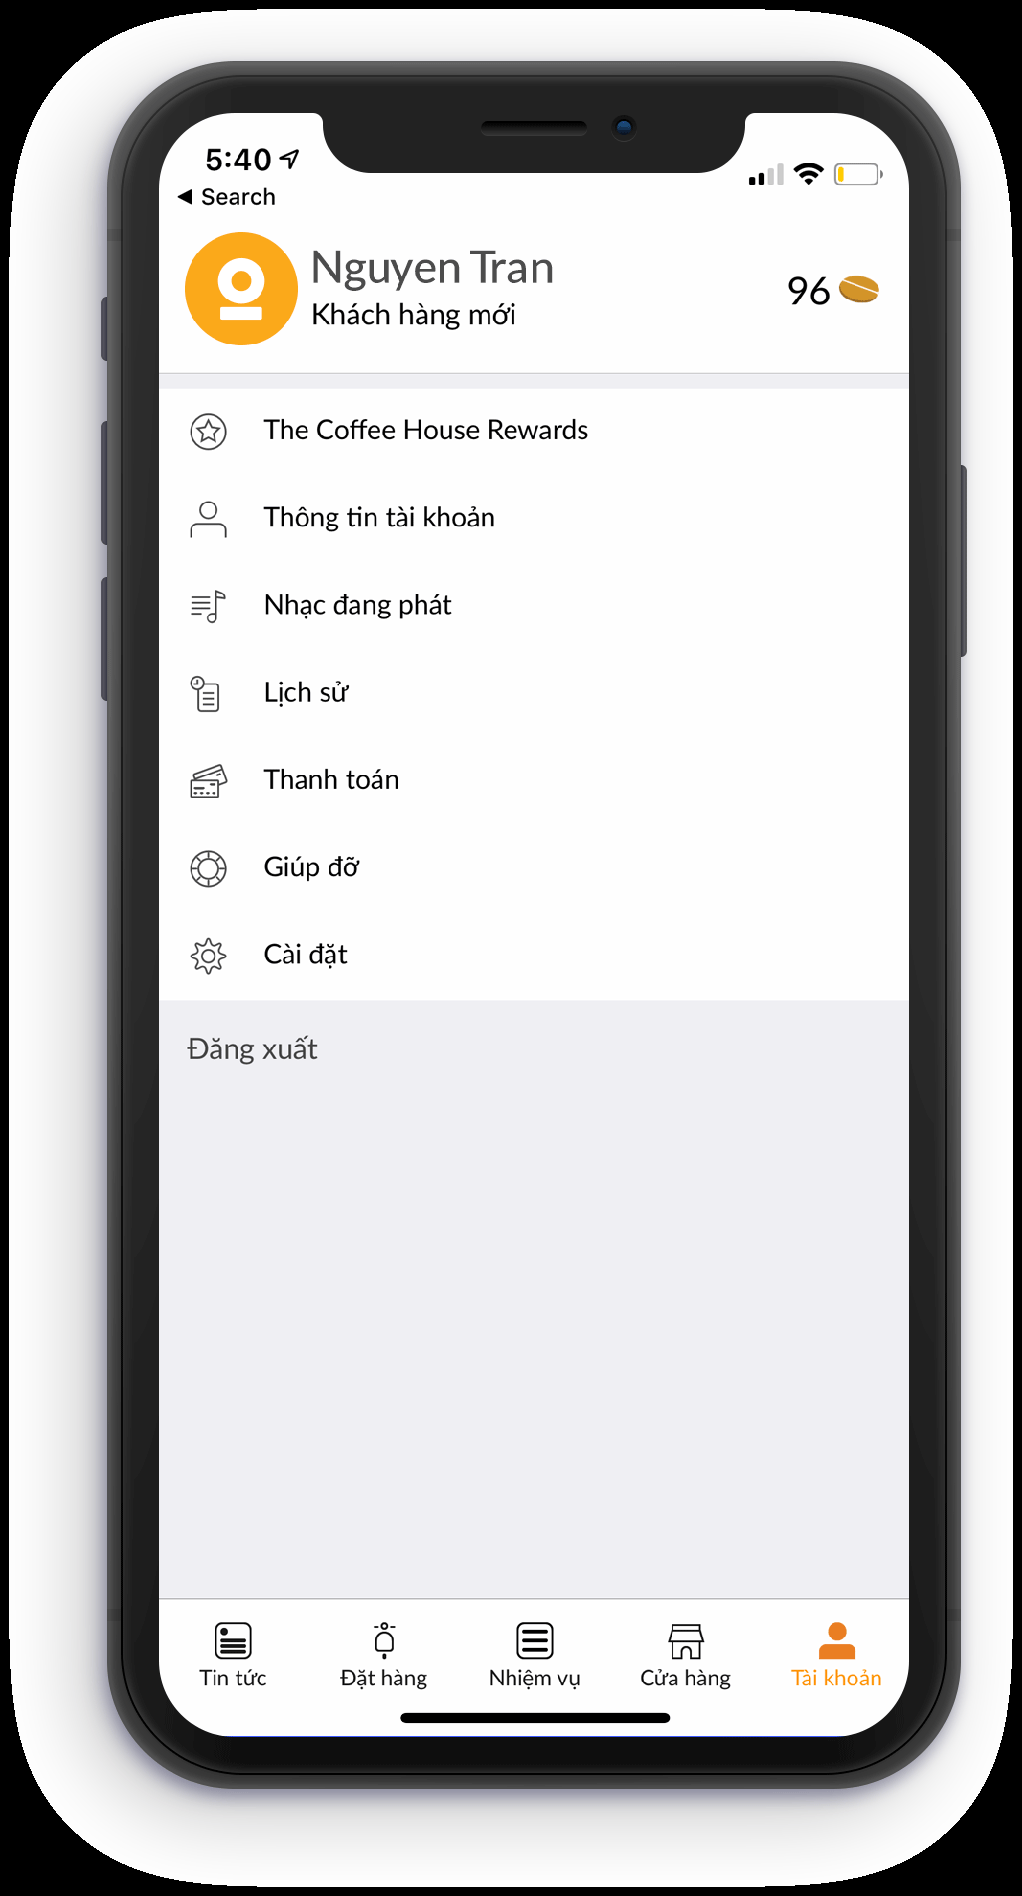 5:40
Search
Nguyen Tran
Khách hàng mới
96
The Coffee House Rewards
Thông tin tài khoản
Nhạc đang phát
Lịch sử
Thanh toán
Giúp đỡ
Cài đặt
Đăng xuất
Tin tức
Đặt hàng
Nhiệm vụ
Cửa hàng
Tài khoản